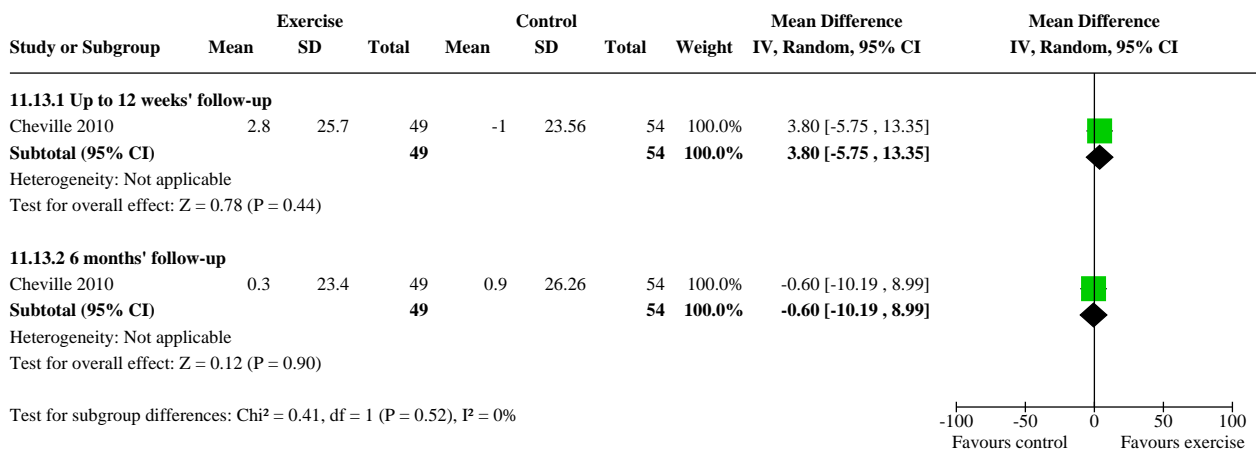 Exercise Control Mean Difference Mean Difference
Study or Subgroup Mean SD Total Mean SD Total Weight IV, Random, 95% CI IV, Random, 95% CI
11.13.1 Up to 12 weeks' follow-up
Cheville 2010 2.8 25.7 49 -1 23.56 54 100.0% 3.80 [-5.75 , 13.35]
Subtotal (95% CI) 49 54 100.0% 3.80 [-5.75 , 13.35]
Heterogeneity: Not applicable
Test for overall effect: Z = 0.78 (P = 0.44)
11.13.2 6 months' follow-up
Cheville 2010 0.3 23.4 49 0.9 26.26 54 100.0% -0.60 [-10.19 , 8.99]
Subtotal (95% CI) 49 54 100.0% -0.60 [-10.19 , 8.99]
Heterogeneity: Not applicable
Test for overall effect: Z = 0.12 (P = 0.90)
Test for subgroup differences: Chi² = 0.41, df = 1 (P = 0.52), I² = 0%
-100 -50 0 50 100
Favours control Favours exercise